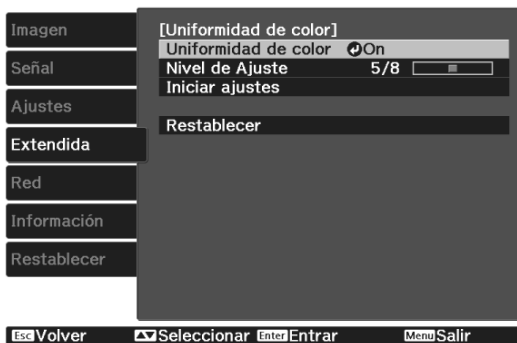 Imagen
Señal
Ajustes
Extendida
Red
Información
Restablecer
[Uniformidad de color]
Uniformidad de color On
Nivel de Ajuste 5/8
Iniciar ajustes
Restablecer
Esc Volver Seleccionar Enter Entrar Menu Salir